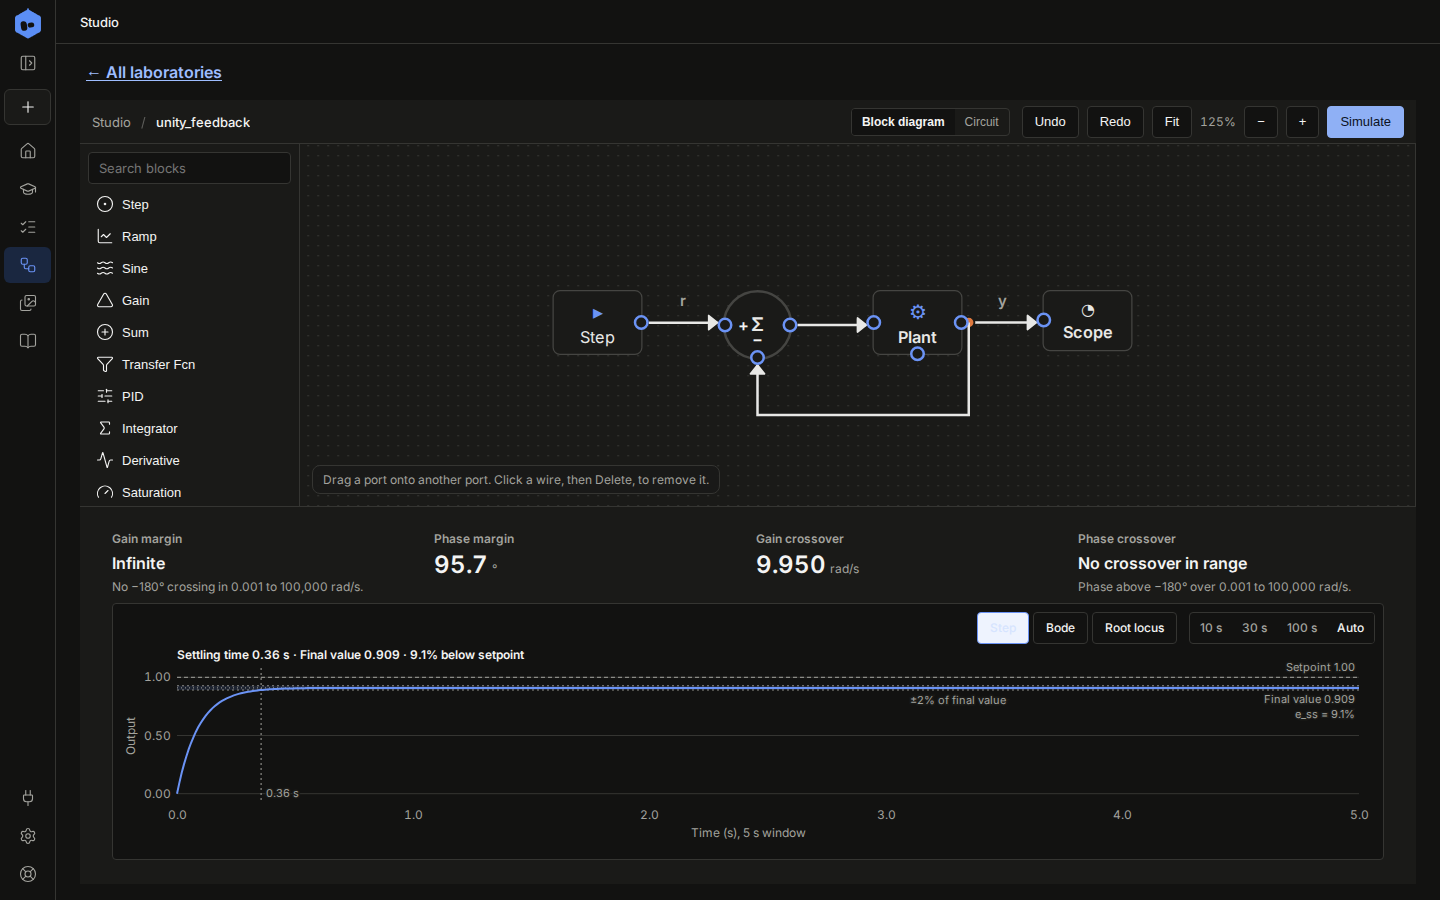 Studio
← All laboratories
Studio / unity_feedback
Block diagram Circuit Undo Redo Fit 125% − + Simulate
Search blocks
Step
Ramp
Sine
Gain
Sum
Transfer Fcn
PID
Integrator
Derivative
Saturation
Step
r
+ Σ
−
Plant
y
Scope
Drag a port onto another port. Click a wire, then Delete, to remove it.
Gain margin
Infinite
No −180° crossing in 0.001 to 100,000 rad/s.
Phase margin
95.7 °
Gain crossover
9.950 rad/s
Phase crossover
No crossover in range
Phase above −180° over 0.001 to 100,000 rad/s.
Step Bode Root locus 10 s 30 s 100 s Auto
Settling time 0.36 s · Final value 0.909 · 9.1% below setpoint
Setpoint 1.00
±2% of final value
Final value 0.909
e_ss = 9.1%
1.00
0.50
0.00
Output
0.36 s
0.0 1.0 2.0 3.0 4.0 5.0
Time (s), 5 s window